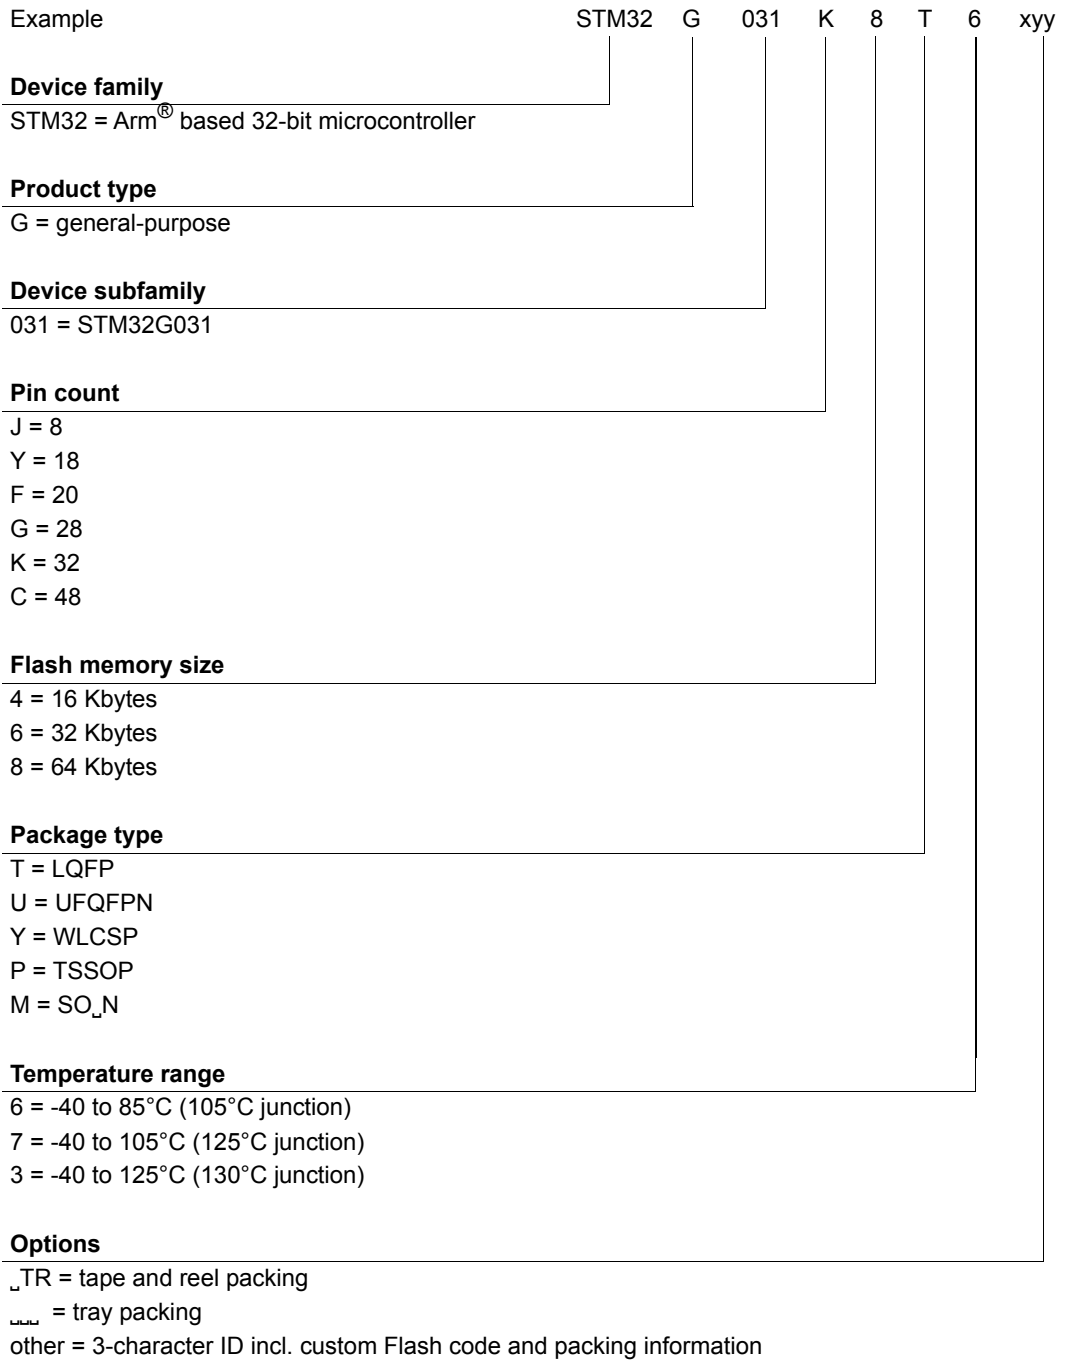 Example STM32 G 031 K 8 T 6 xyy
Device family
STM32 = Arm® based 32-bit microcontroller
Product type
G = general-purpose
Device subfamily
031 = STM32G031
Pin count
J = 8
Y = 18
F = 20
G = 28
K = 32
C = 48
Flash memory size
4 = 16 Kbytes
6 = 32 Kbytes
8 = 64 Kbytes
Package type
T = LQFP
U = UFQFPN
Y = WLCSP
P = TSSOP
M = SO␣N
Temperature range
6 = -40 to 85°C (105°C junction)
7 = -40 to 105°C (125°C junction)
3 = -40 to 125°C (130°C junction)
Options
␣TR = tape and reel packing
␣␣␣ = tray packing
other = 3-character ID incl. custom Flash code and packing information